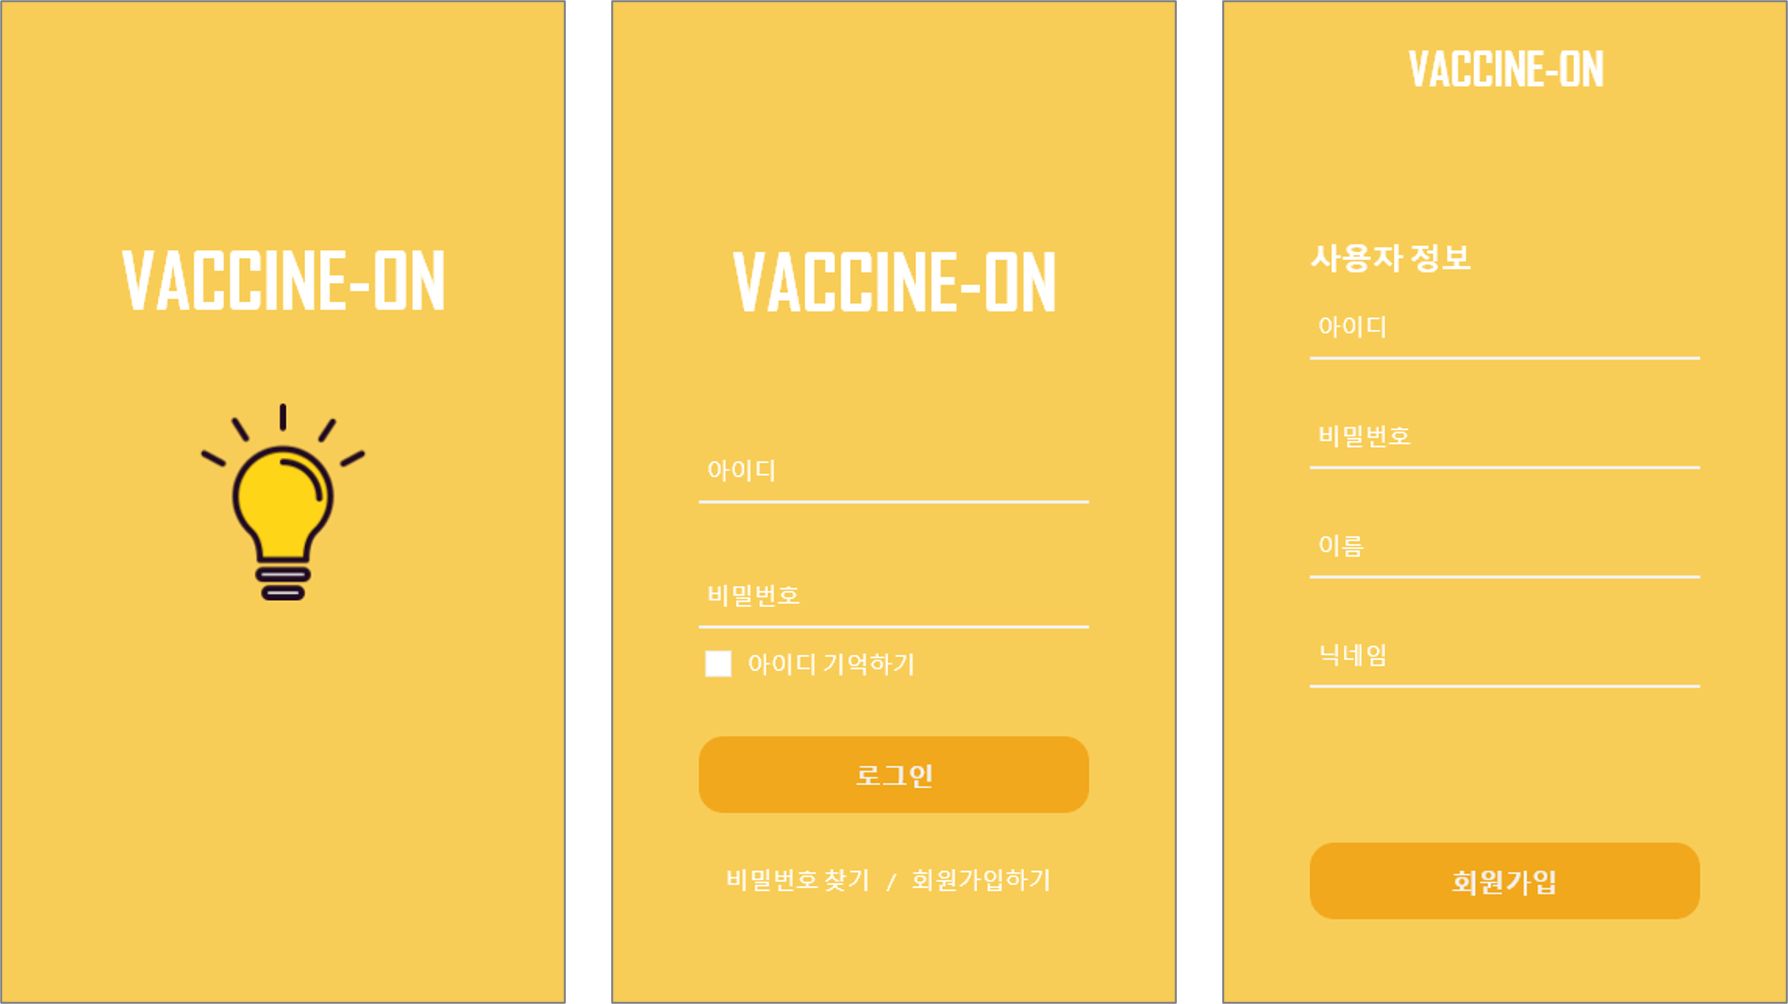 VACCINE-ON
VACCINE-ON
아이디
비밀번호
아이디 기억하기
로그인
비밀번호 찾기 / 회원가입하기
VACCINE-ON
사용자 정보
아이디
비밀번호
이름
닉네임
회원가입